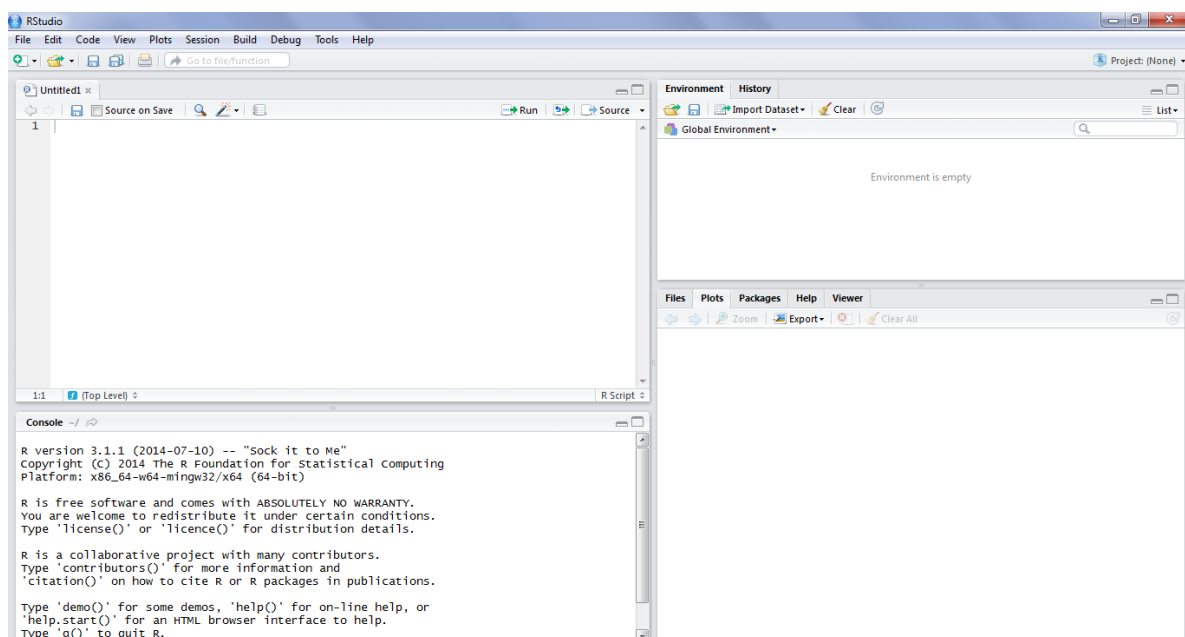 RStudio
File Edit Code View Plots Session Build Debug Tools Help
Go to file/function
Project: (None)
Untitled1
Source on Save
Run
Source
1
1:1
(Top Level)
R Script
Console ~/
R version 3.1.1 (2014-07-10) -- "Sock it to Me"
Copyright (C) 2014 The R Foundation for Statistical Computing
Platform: x86_64-w64-mingw32/x64 (64-bit)
R is free software and comes with ABSOLUTELY NO WARRANTY.
You are welcome to redistribute it under certain conditions.
Type 'license()' or 'licence()' for distribution details.
R is a collaborative project with many contributors.
Type 'contributors()' for more information and
'citation()' on how to cite R or R packages in publications.
Type 'demo()' for some demos, 'help()' for on-line help, or
'help.start()' for an HTML browser interface to help.
Type 'q()' to quit R.
Environment History
Import Dataset Clear
List
Global Environment
Environment is empty
Files Plots Packages Help Viewer
Zoom Export Clear All